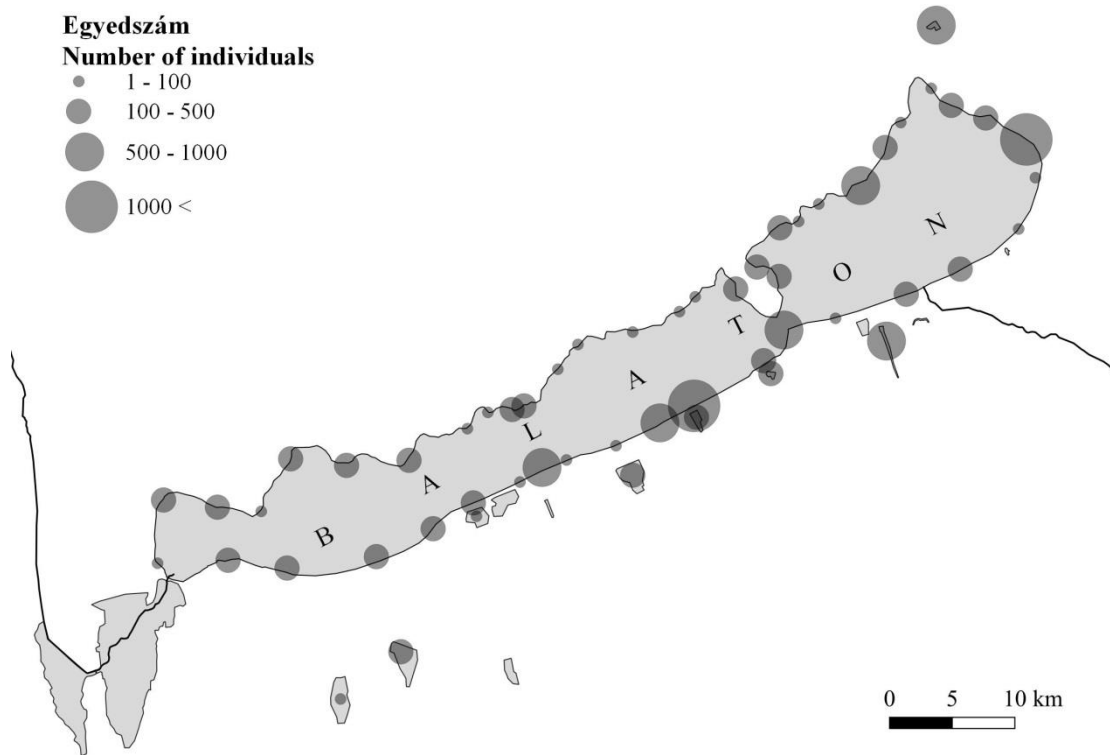 Egyedszám
Number of individuals
1 - 100
100 - 500
500 - 1000
1000 <
B A L A T O N
0 5 10 km